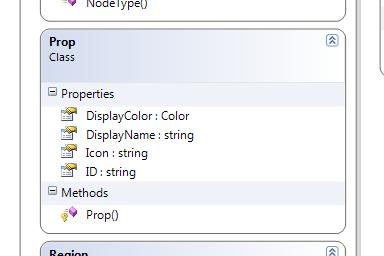 NodeType()
Prop
Class
Properties
DisplayColor : Color
DisplayName : string
Icon : string
ID : string
Methods
Prop()
Region